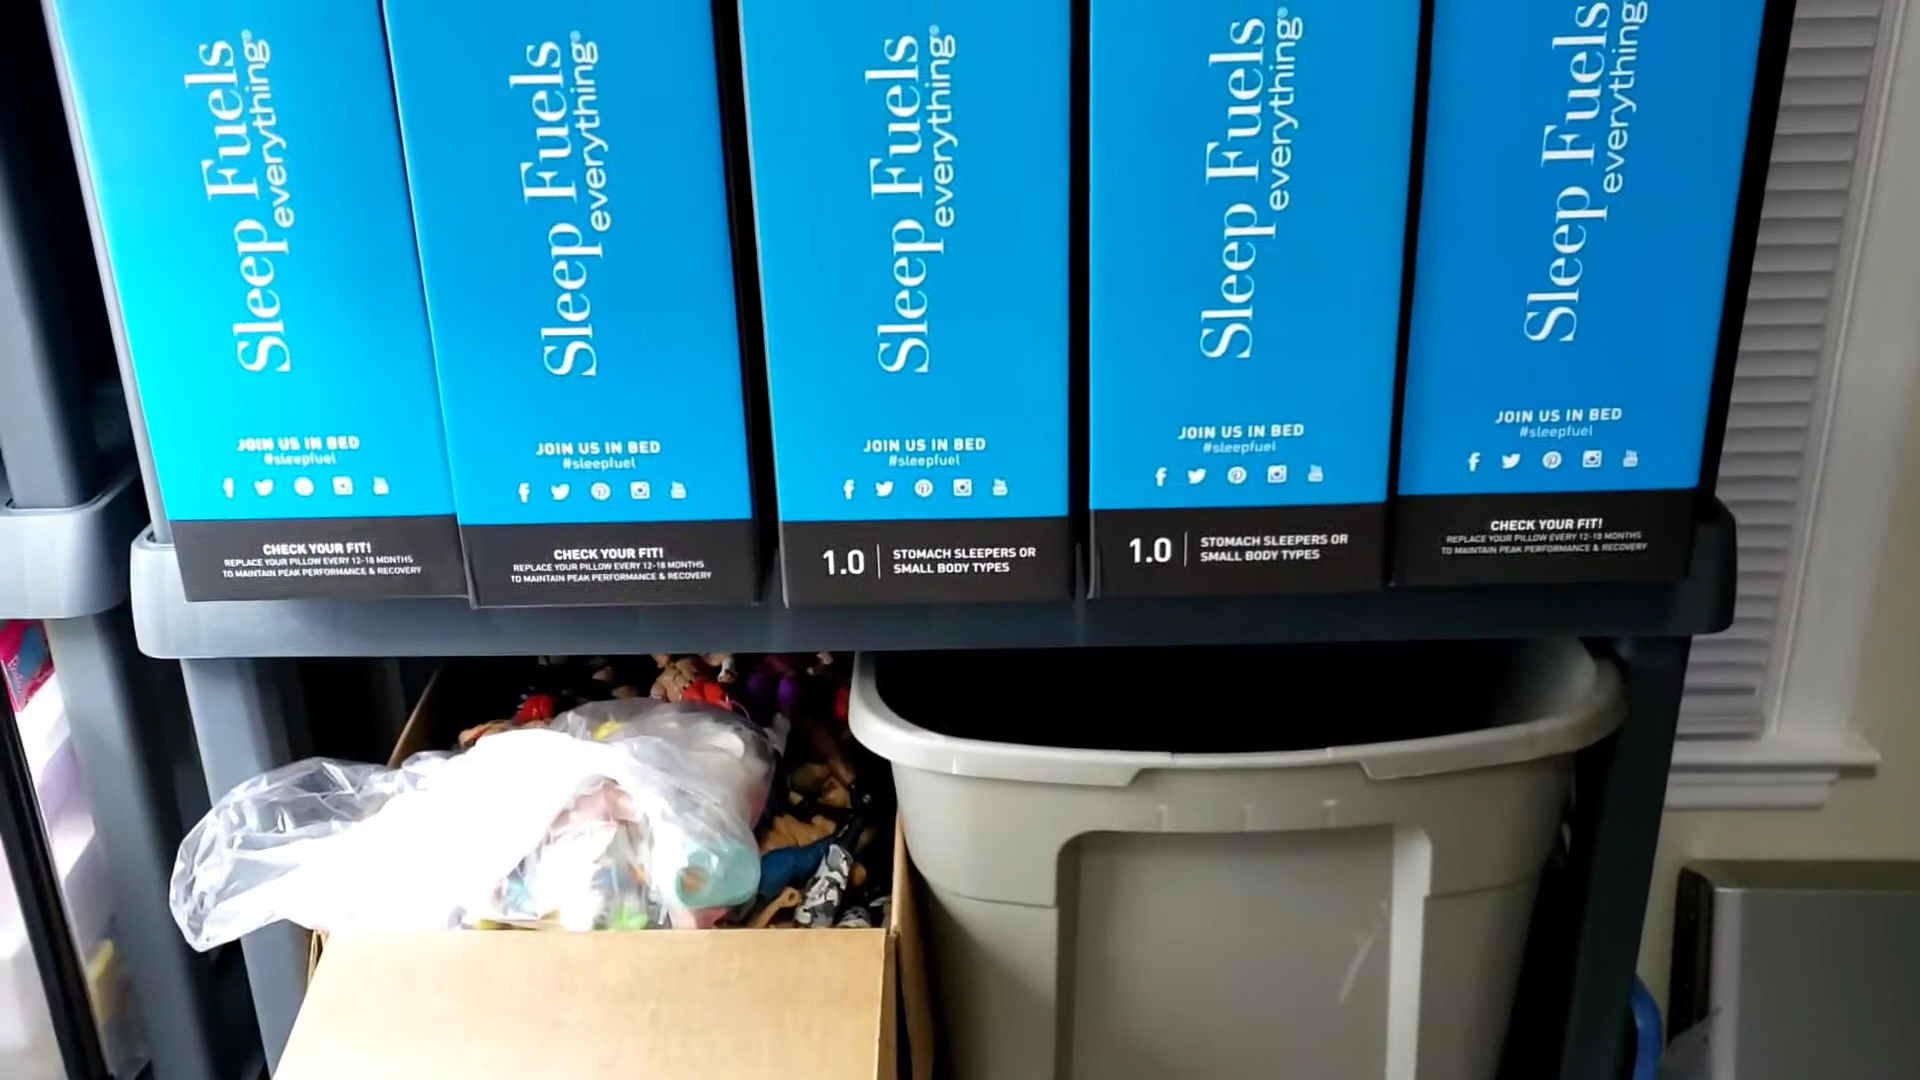 Sleep Fuels
everything®
JOIN US IN BED
#sleepfuel
CHECK YOUR FIT!
REPLACE YOUR PILLOW EVERY 12-18 MONTHS
TO MAINTAIN PEAK PERFORMANCE & RECOVERY
Sleep Fuels
everything®
JOIN US IN BED
#sleepfuel
CHECK YOUR FIT!
REPLACE YOUR PILLOW EVERY 12-18 MONTHS
TO MAINTAIN PEAK PERFORMANCE & RECOVERY
Sleep Fuels
everything®
JOIN US IN BED
#sleepfuel
1.0
STOMACH SLEEPERS OR
SMALL BODY TYPES
Sleep Fuels
everything®
JOIN US IN BED
#sleepfuel
1.0
STOMACH SLEEPERS OR
SMALL BODY TYPES
Sleep Fuels
everything
JOIN US IN BED
#sleepfuel
CHECK YOUR FIT!
REPLACE YOUR PILLOW EVERY 12-18 MONTHS
TO MAINTAIN PEAK PERFORMANCE & RECOVERY